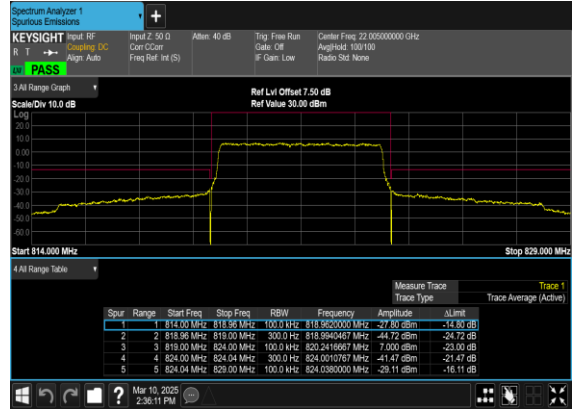 Spectrum Analyzer 1
Spurious Emissions
+
KEYSIGHT Input: RF Input Z: 50 Ω Atten: 40 dB Trig: Free Run Center Freq: 22.005000000 GHz
R T Coupling: DC Corr CCorr Gate: Off Avg|Hold: 100/100
Align: Auto Freq Ref: Int (S) IF Gain: Low Radio Std: None
PASS
3 All Range Graph
Ref Lvl Offset 7.50 dB
Scale/Div 10.0 dB Ref Value 30.00 dBm
Log
20.0
10.0
0.00
-10.0
-20.0
-30.0
-40.0
-50.0
-60.0
Start 814.000 MHz Stop 829.000 MHz
4 All Range Table
Measure Trace Trace 1
Trace Type Trace Average (Active)
Spur Range Start Freq Stop Freq RBW Frequency Amplitude ΔLimit
1 1 814.00 MHz 818.96 MHz 100.0 kHz 818.9620000 MHz -27.80 dBm -14.80 dB
2 2 818.96 MHz 819.00 MHz 300.0 Hz 818.9940467 MHz -44.72 dBm -24.72 dB
3 3 819.00 MHz 824.00 MHz 100.0 kHz 820.2416667 MHz 7.000 dBm -23.00 dB
4 4 824.00 MHz 824.04 MHz 300.0 Hz 824.0010767 MHz -41.47 dBm -21.47 dB
5 5 824.04 MHz 829.00 MHz 100.0 kHz 824.0380000 MHz -29.11 dBm -16.11 dB
? Mar 10, 2025
2:36:11 PM